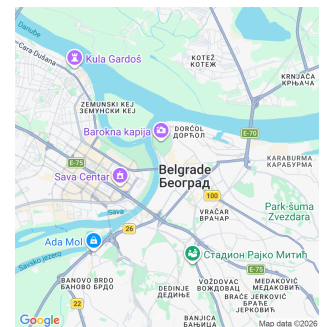 Danube
Cara Dušana
Kula Gardoš
КОТЕŽ
КОТЕЖ
KRNJAČA
КРЊАЧА
ZEMUNSKI KEJ
ЗЕМУНСКИ КЕЈ
Barokna kapija
DORĆOL
ДОРЋОЛ
E-70
E-75
KARABURMA
КАРАБУРМА
Sava Centar
Belgrade
Београд
100
Park-šuma
Zvezdara
Sava
VRAČAR
ВРАЧАР
26
Ada Mol
Savsko jezero
Стадион Рајко Митић
E-75
BANOVO BRDO
БАНОВО БРДО
DEDINJE
ДЕДИЊЕ
VOŽDOVAC
ВОЖДОВАЦ
MEDAKOVIĆ
МЕДАКОВИЋ
BRAĆE JERKOVIĆ
БРАЋЕ
ЈЕРКОВИЋ
BANJICA
БАЊИЦА
Google
Map data ©2026